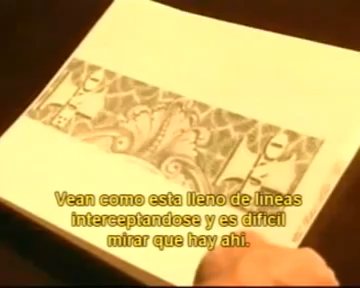 Vean como esta lleno de lineas
interceptandose y es dificil
mirar que hay ahi.